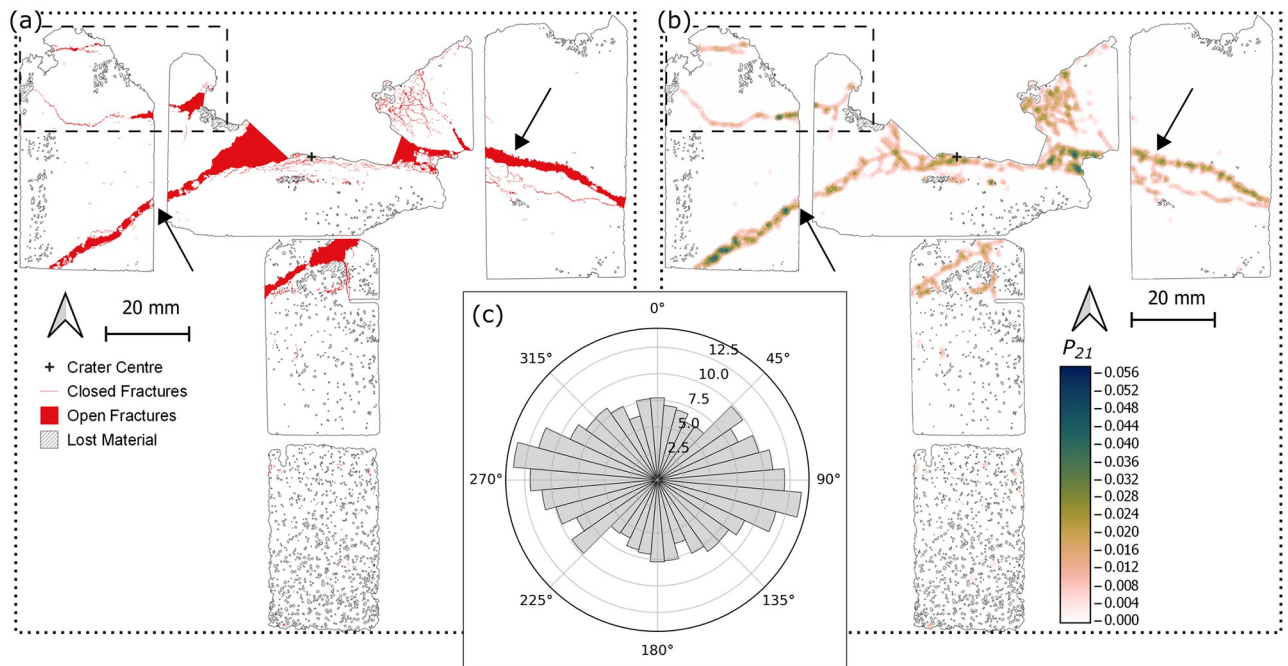 (a)
20 mm
+ Crater Centre
Closed Fractures
Open Fractures
Lost Material
(b)
20 mm
P21
0.056
0.052
0.048
0.044
0.040
0.036
0.032
0.028
0.024
0.020
0.016
0.012
0.008
0.004
0.000
(c)
0°
315°
45°
12.5
10.0
7.5
5.0
2.5
270°
90°
225°
135°
180°